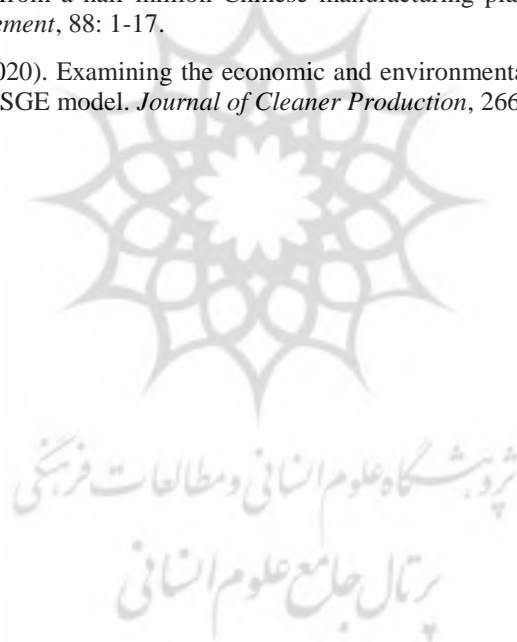 from a half million Chinese manufacturing pla
ement, 88: 1-17.
020). Examining the economic and environmenta
SGE model. Journal of Cleaner Production, 266
پژوهشگاه علوم انسانی و مطالعات فرهنگی
پرتال جامع علوم انسانی